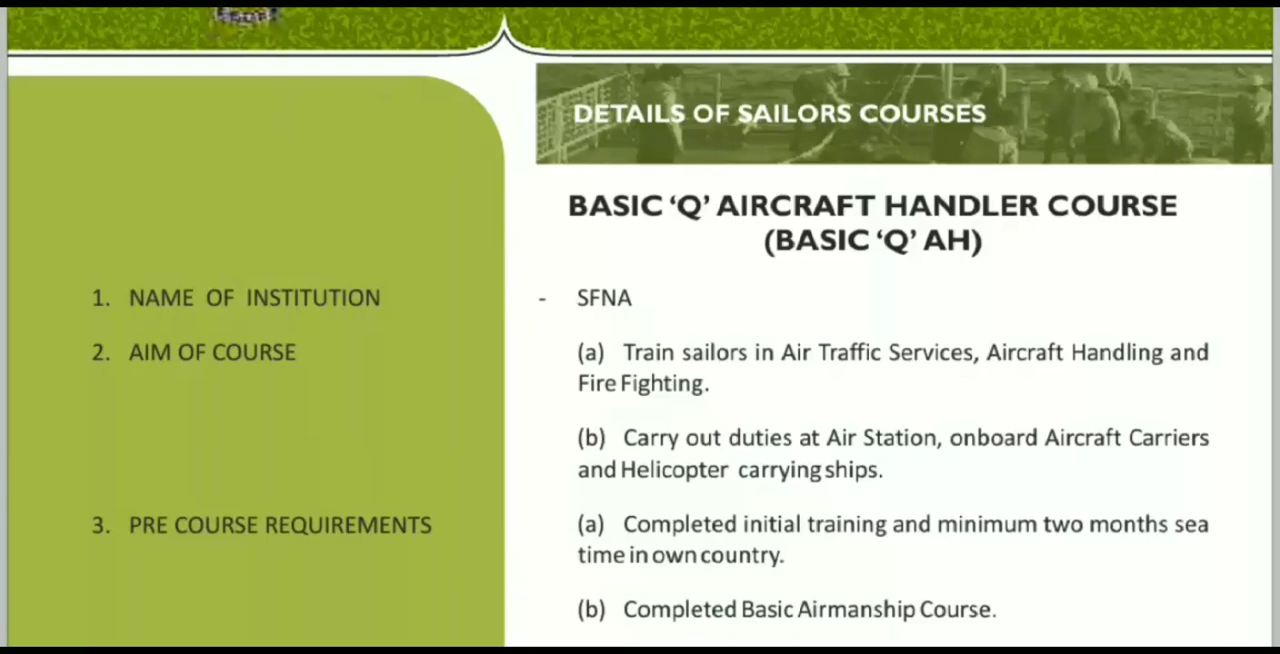 DETAILS OF SAILORS COURSES
BASIC ‘Q’ AIRCRAFT HANDLER COURSE
(BASIC ‘Q’ AH)
1. NAME OF INSTITUTION - SFNA
2. AIM OF COURSE (a) Train sailors in Air Traffic Services, Aircraft Handling and
Fire Fighting.
(b) Carry out duties at Air Station, onboard Aircraft Carriers
and Helicopter carrying ships.
3. PRE COURSE REQUIREMENTS (a) Completed initial training and minimum two months sea
time in own country.
(b) Completed Basic Airmanship Course.